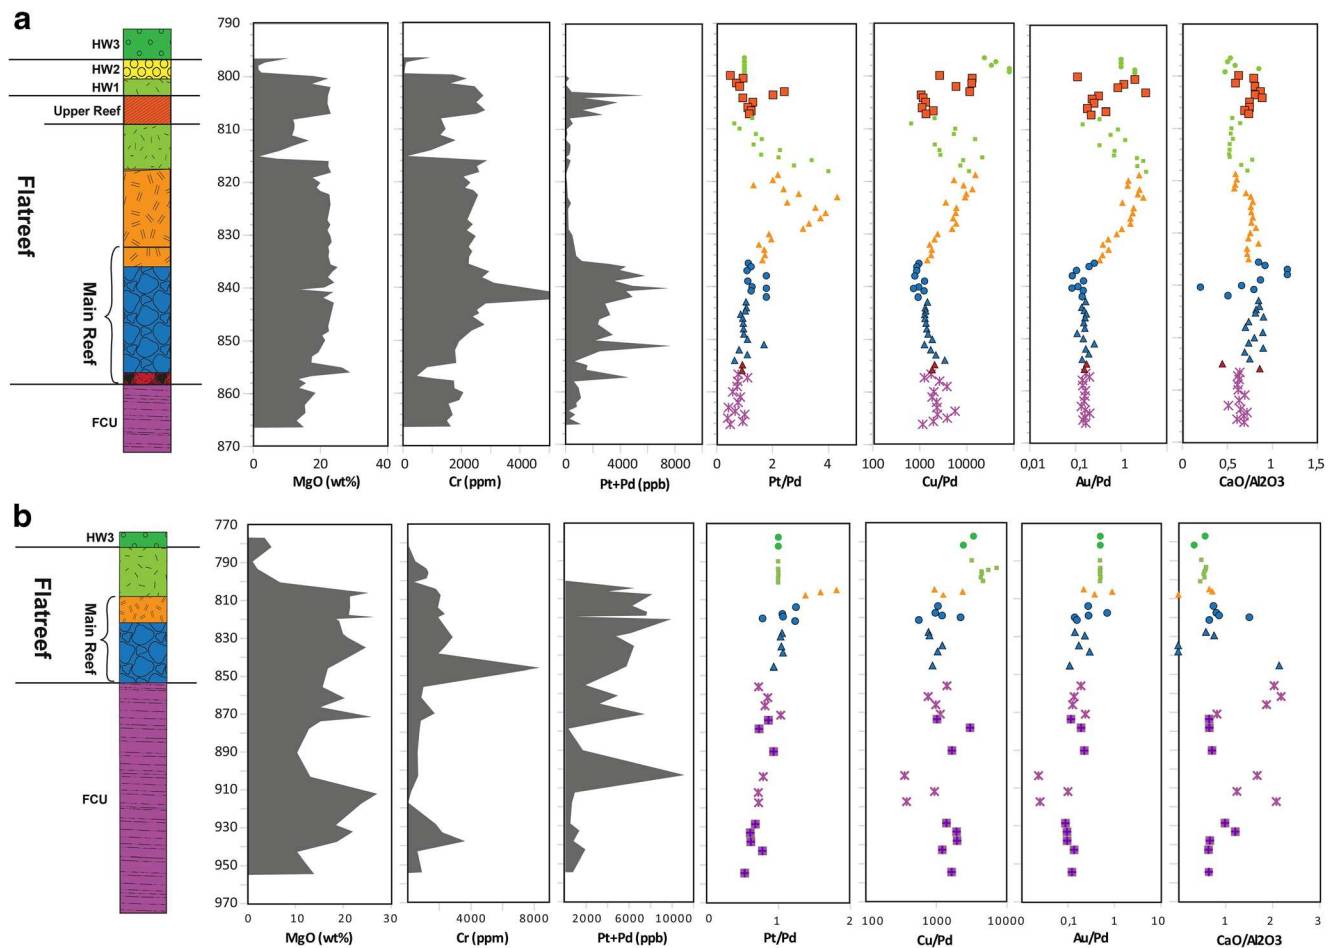 a
HW3
HW2
HW1
Upper Reef
Flatreef
Main Reef
FCU
790
800
810
820
830
840
850
860
870
0 20 40
MgO (wt%)
0 2000 4000
Cr (ppm)
0 4000 8000
Pt+Pd (ppb)
0 2 4
Pt/Pd
100 1000 10000
Cu/Pd
0,01 0,1 1
Au/Pd
0 0,5 1 1,5
CaO/Al2O3
b
HW3
Flatreef
Main Reef
FCU
770
790
810
830
850
870
890
910
930
950
970
0 10 20 30
MgO (wt%)
0 4000 8000
Cr (ppm)
2000 6000 10000
Pt+Pd (ppb)
0 1 2
Pt/Pd
100 1000 10000
Cu/Pd
0,1 1 10
Au/Pd
1 2 3
CaO/Al2O3